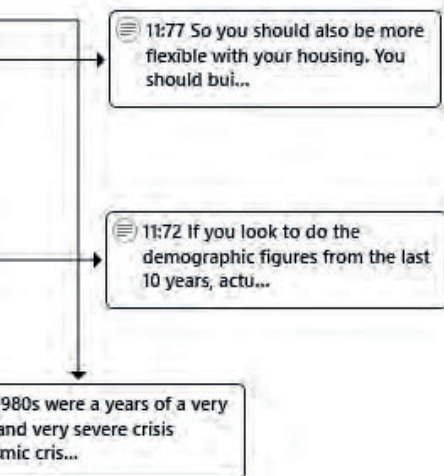 11:77 So you should also be more
flexible with your housing. You
should bui...
11:72 If you look to do the
demographic figures from the last
10 years, actu...
980s were a years of a very
and very severe crisis
mic cris...